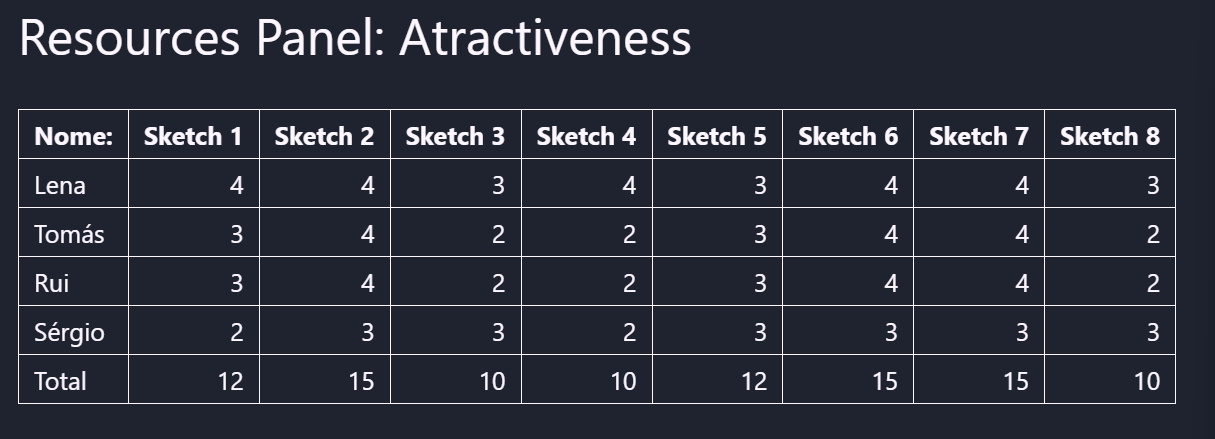 Resources Panel: Atractiveness
Nome: Sketch 1 Sketch 2 Sketch 3 Sketch 4 Sketch 5 Sketch 6 Sketch 7 Sketch 8
Lena 4 4 3 4 3 4 4 3
Tomás 3 4 2 2 3 4 4 2
Rui 3 4 2 2 3 4 4 2
Sérgio 2 3 3 2 3 3 3 3
Total 12 15 10 10 12 15 15 10